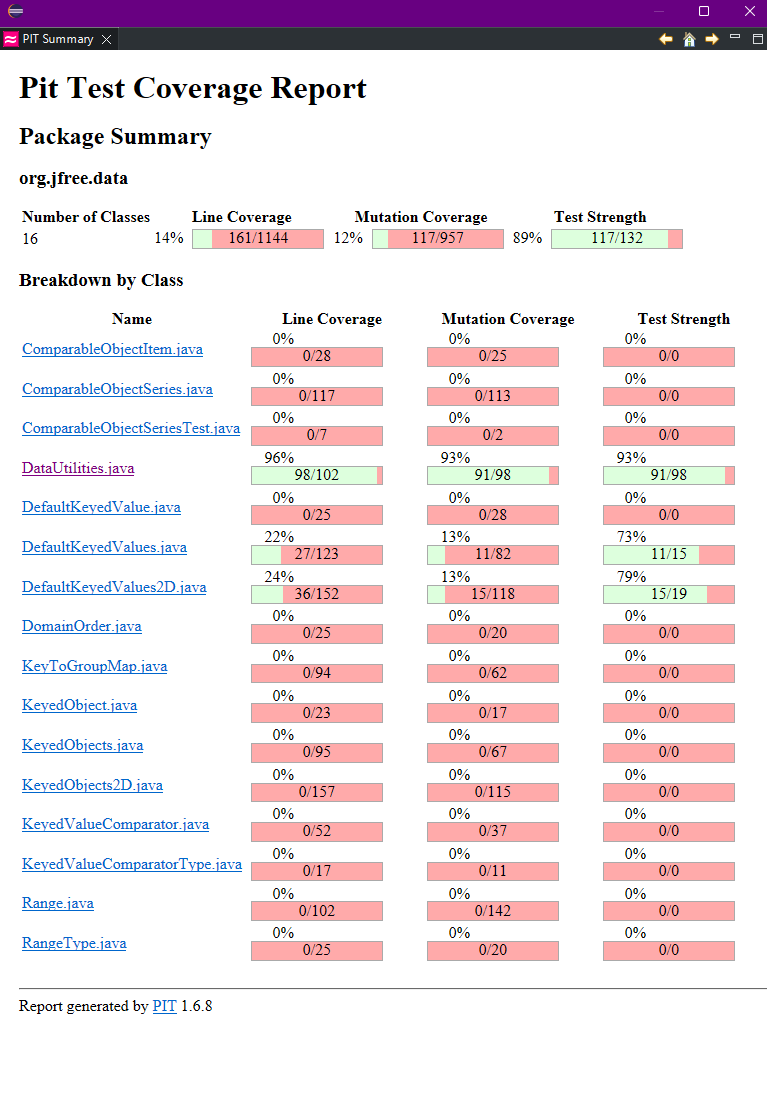 PIT Summary
Pit Test Coverage Report
Package Summary
org.jfree.data
Number of Classes Line Coverage Mutation Coverage Test Strength
16 14% 161/1144 12% 117/957 89% 117/132
Breakdown by Class
Name Line Coverage Mutation Coverage Test Strength
ComparableObjectItem.java 0% 0/28 0% 0/25 0% 0/0
ComparableObjectSeries.java 0% 0/117 0% 0/113 0% 0/0
ComparableObjectSeriesTest.java 0% 0/7 0% 0/2 0% 0/0
DataUtilities.java 96% 98/102 93% 91/98 93% 91/98
DefaultKeyedValue.java 0% 0/25 0% 0/28 0% 0/0
DefaultKeyedValues.java 22% 27/123 13% 11/82 73% 11/15
DefaultKeyedValues2D.java 24% 36/152 13% 15/118 79% 15/19
DomainOrder.java 0% 0/25 0% 0/20 0% 0/0
KeyToGroupMap.java 0% 0/94 0% 0/62 0% 0/0
KeyedObject.java 0% 0/23 0% 0/17 0% 0/0
KeyedObjects.java 0% 0/95 0% 0/67 0% 0/0
KeyedObjects2D.java 0% 0/157 0% 0/115 0% 0/0
KeyedValueComparator.java 0% 0/52 0% 0/37 0% 0/0
KeyedValueComparatorType.java 0% 0/17 0% 0/11 0% 0/0
Range.java 0% 0/102 0% 0/142 0% 0/0
RangeType.java 0% 0/25 0% 0/20 0% 0/0
Report generated by PIT 1.6.8